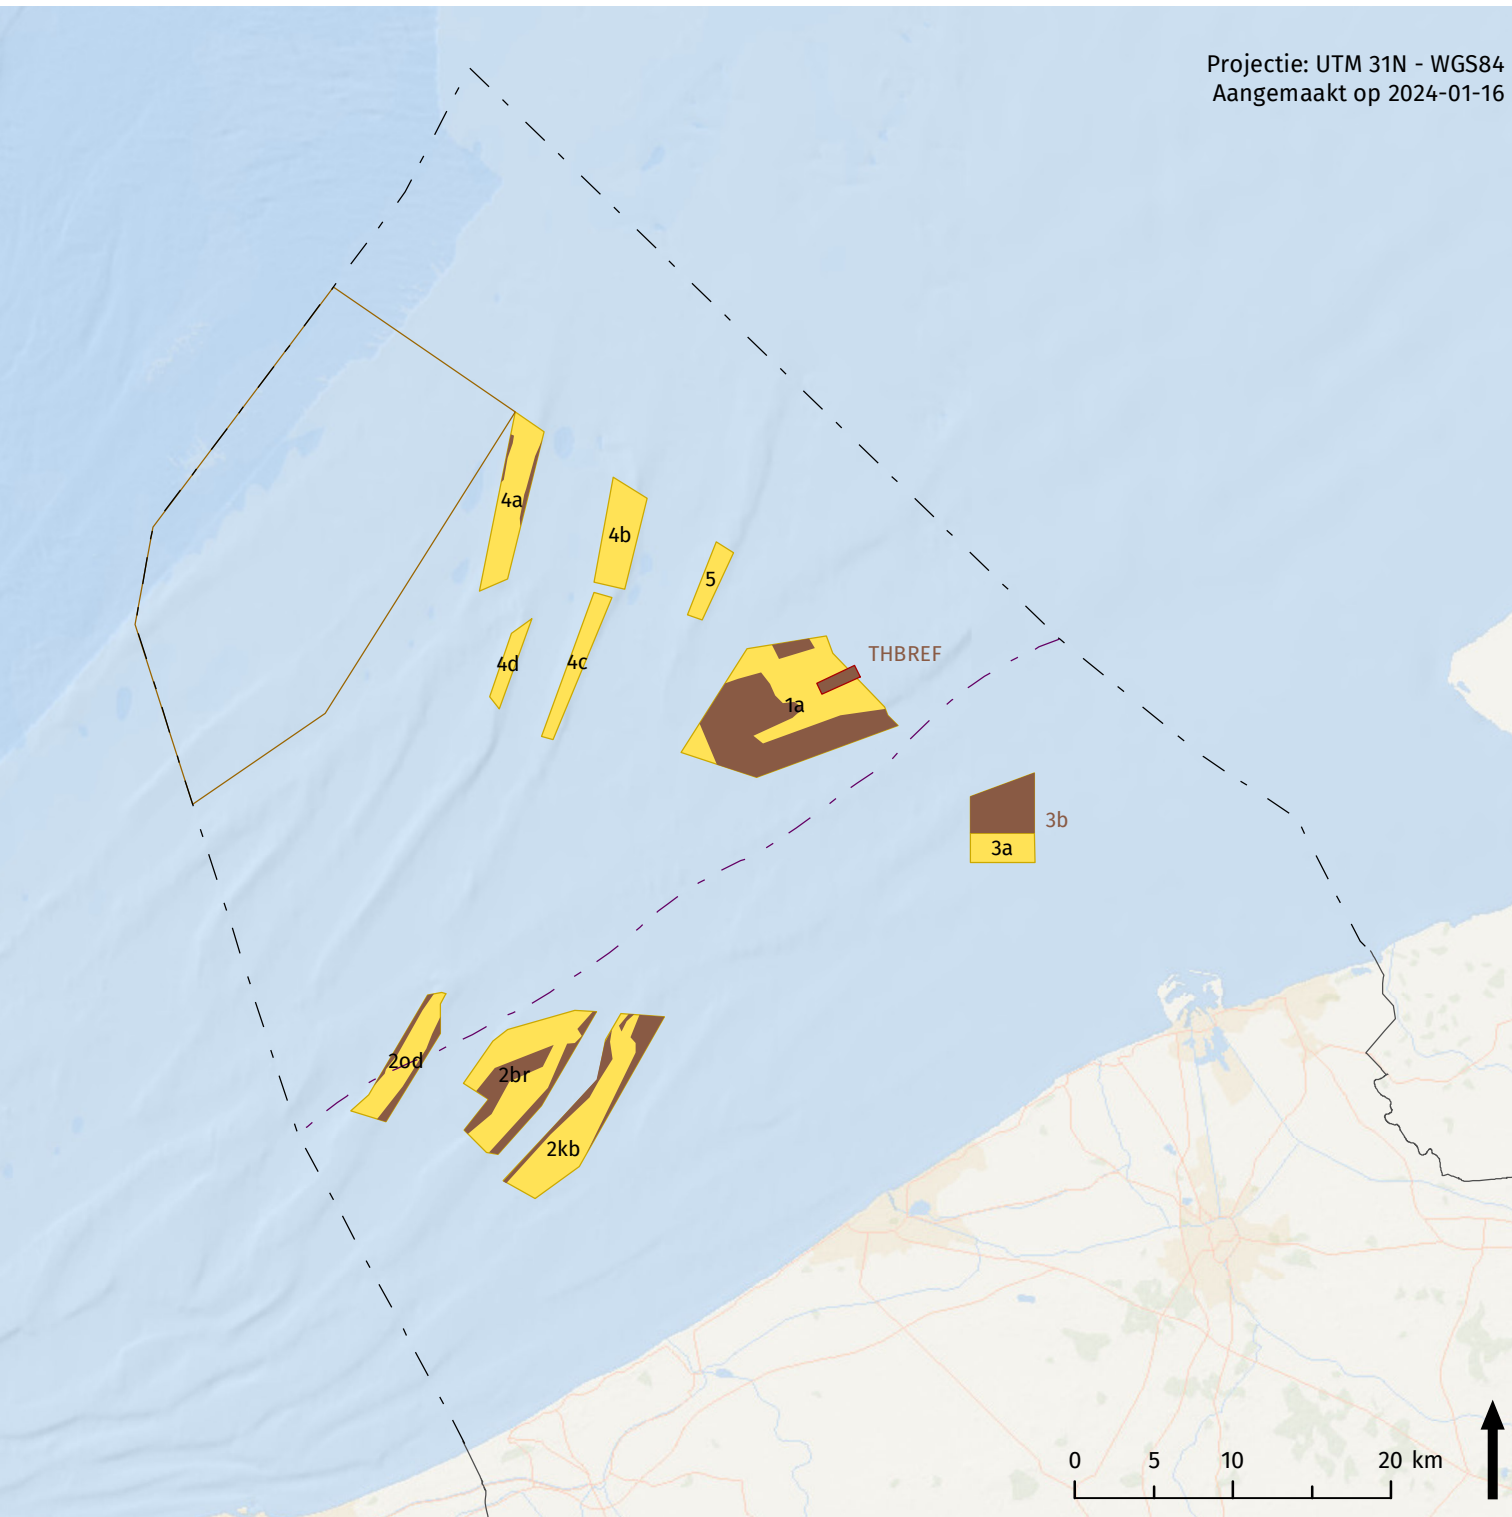 Projectie: UTM 31N - WGS84
Aangemaakt op 2024-01-16
4a
4b
5
4d
4c
THBREF
1a
3b
3a
2od
2br
2kb
0 5 10 20 km